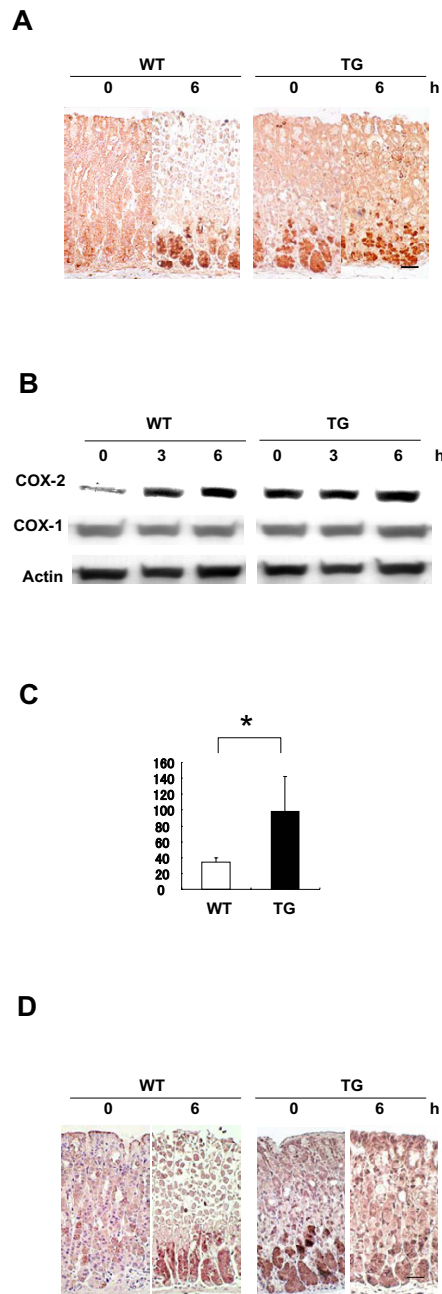 A
WT TG
0 6 0 6 h
B
WT TG
0 3 6 0 3 6 h
COX-2
COX-1
Actin
C
*
160
140
120
100
80
60
40
20
0
WT TG
D
WT TG
0 6 0 6 h